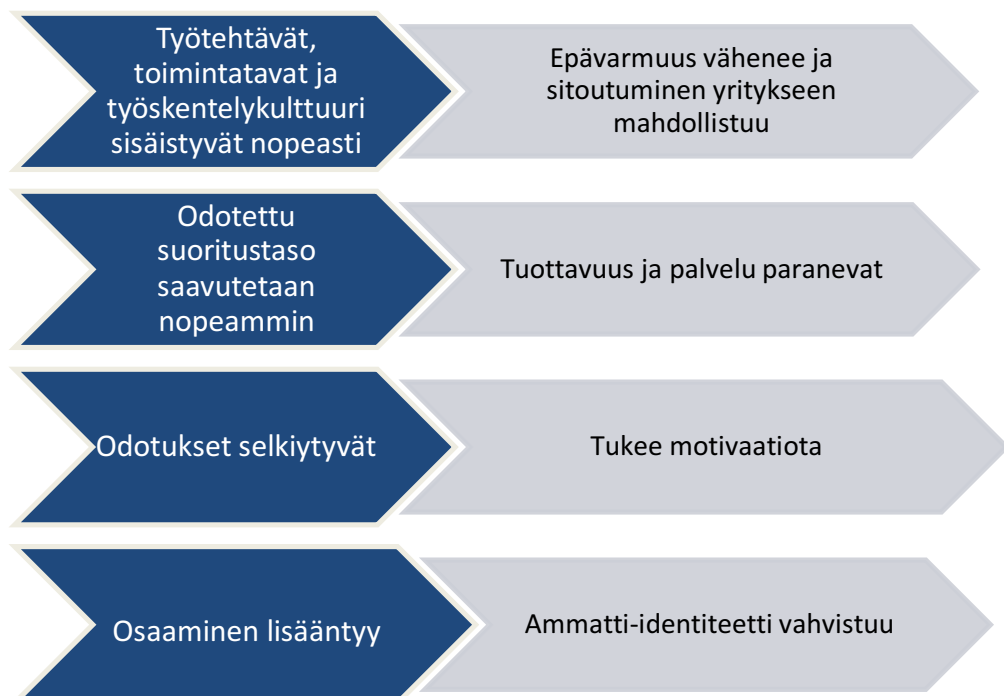 Työtehtävät,
toimintatavat ja
työskentelykulttuuri
sisäistyvät nopeasti
Epävarmuus vähenee ja
sitoutuminen yritykseen
mahdollistuu
Odotettu
suoritustaso
saavutetaan
nopeammin
Tuottavuus ja palvelu paranevat
Odotukset selkiytyvät
Tukee motivaatiota
Osaaminen lisääntyy
Ammatti-identiteetti vahvistuu